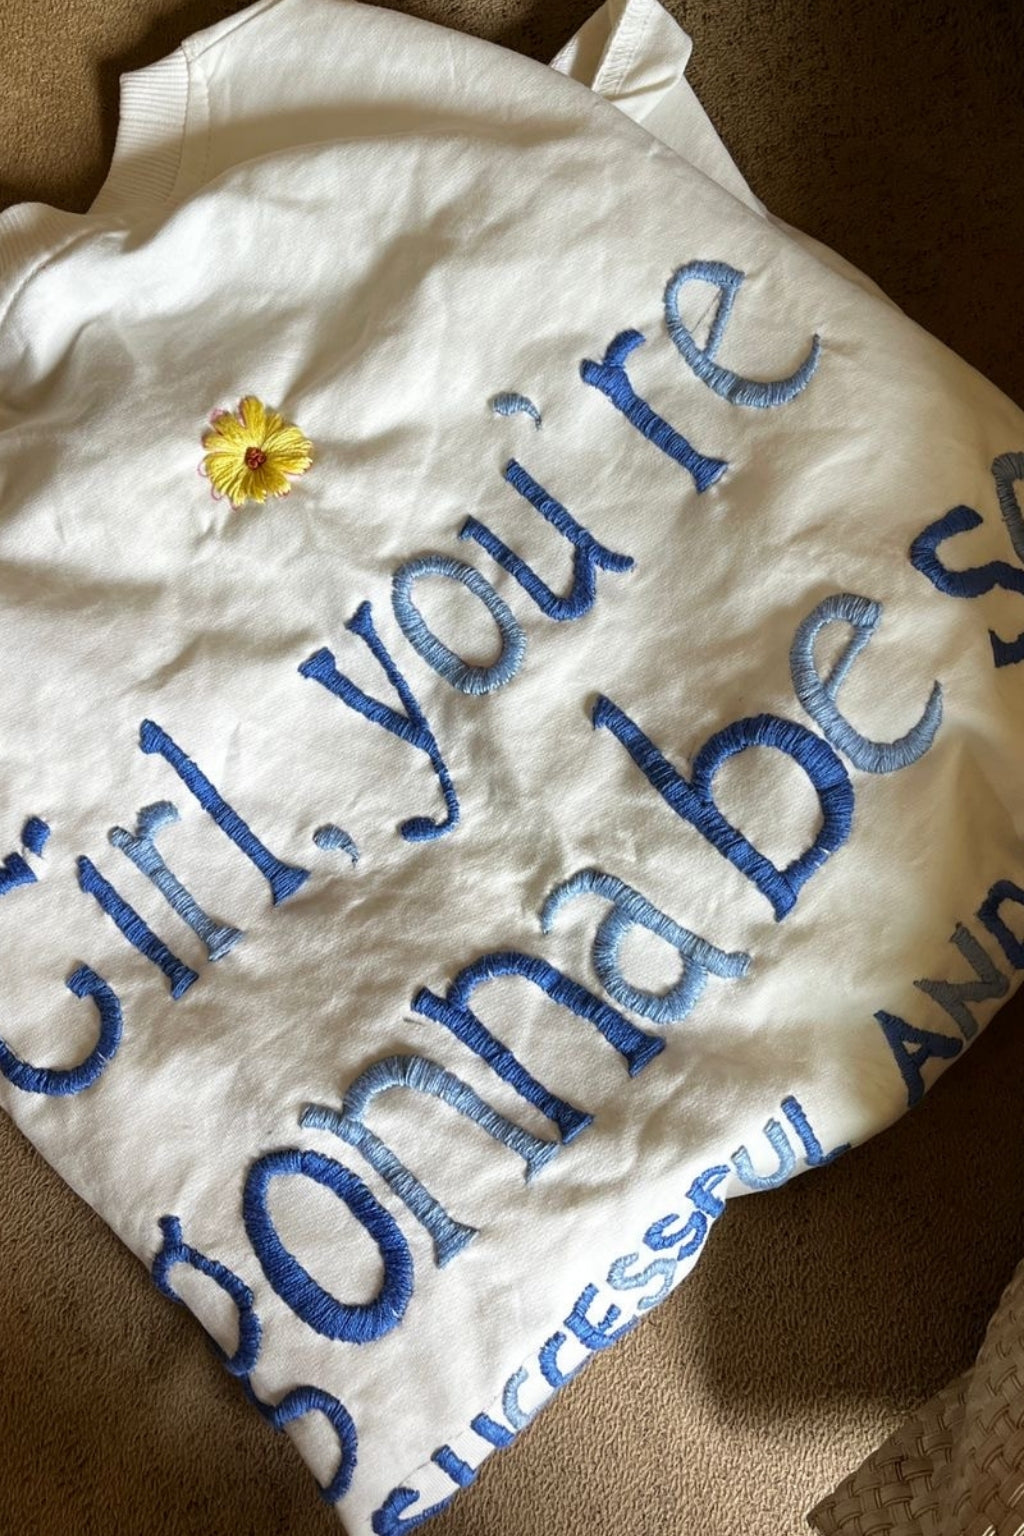 Girl, you're
gonna be so
SUCCESSFUL AND